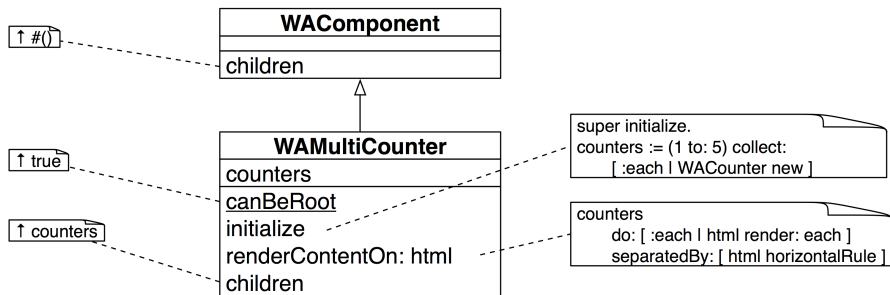 WAComponent
↑ #()
children
WAMultiCounter
super initialize.
counters := (1 to: 5) collect:
[ :each | WACounter new ]
↑ true
counters
canBeRoot
initialize
↑ counters
counters
do: [ :each | html render: each ]
separatedBy: [ html horizontalRule ]
renderContentOn: html
children